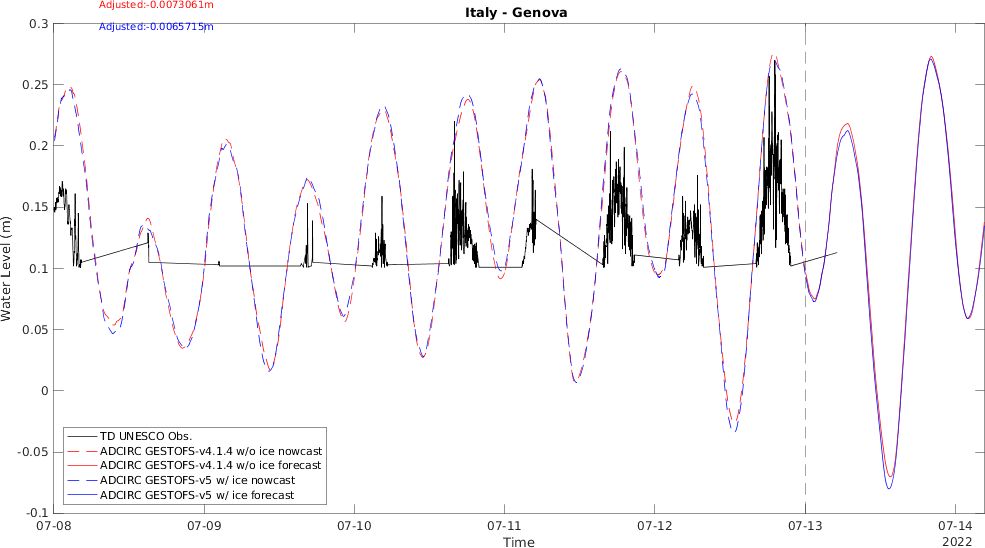 Adjusted:-0.0073061m
Italy - Genova
Adjusted:-0.0065715m
0.3
0.25
0.2
0.15
0.1
0.05
0
-0.05
-0.1
Water Level (m)
TD UNESCO Obs.
ADCIRC GESTOFS-v4.1.4 w/o ice nowcast
ADCIRC GESTOFS-v4.1.4 w/o ice forecast
ADCIRC GESTOFS-v5 w/ ice nowcast
ADCIRC GESTOFS-v5 w/ ice forecast
07-08 07-09 07-10 07-11 07-12 07-13 07-14
Time 2022